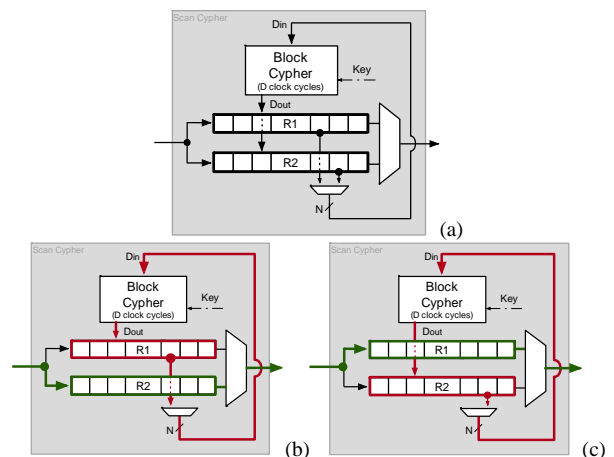 Scan Cypher
Din
Block
Cypher
(D clock cycles)
Key
Dout
R1
R2
N
(a)
Scan Cypher
Din
Block
Cypher
(D clock cycles)
Key
Dout
R1
R2
N
(b)
Scan Cypher
Din
Block
Cypher
(D clock cycles)
Key
Dout
R1
R2
N
(c)